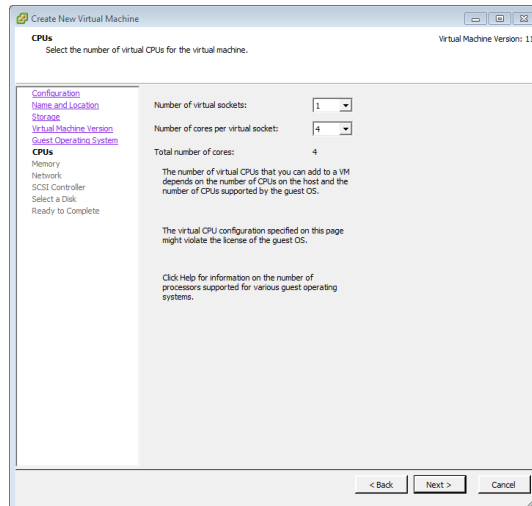 Create New Virtual Machine
CPUs
Select the number of virtual CPUs for the virtual machine.
Virtual Machine Version: 11
Configuration
Name and Location
Storage
Virtual Machine Version
Guest Operating System
CPUs
Memory
Network
SCSI Controller
Select a Disk
Ready to Complete
Number of virtual sockets: 1
Number of cores per virtual socket: 4
Total number of cores: 4
The number of virtual CPUs that you can add to a VM
depends on the number of CPUs on the host and the
number of CPUs supported by the guest OS.
The virtual CPU configuration specified on this page
might violate the license of the guest OS.
Click Help for information on the number of
processors supported for various guest operating
systems.
< Back
Next >
Cancel